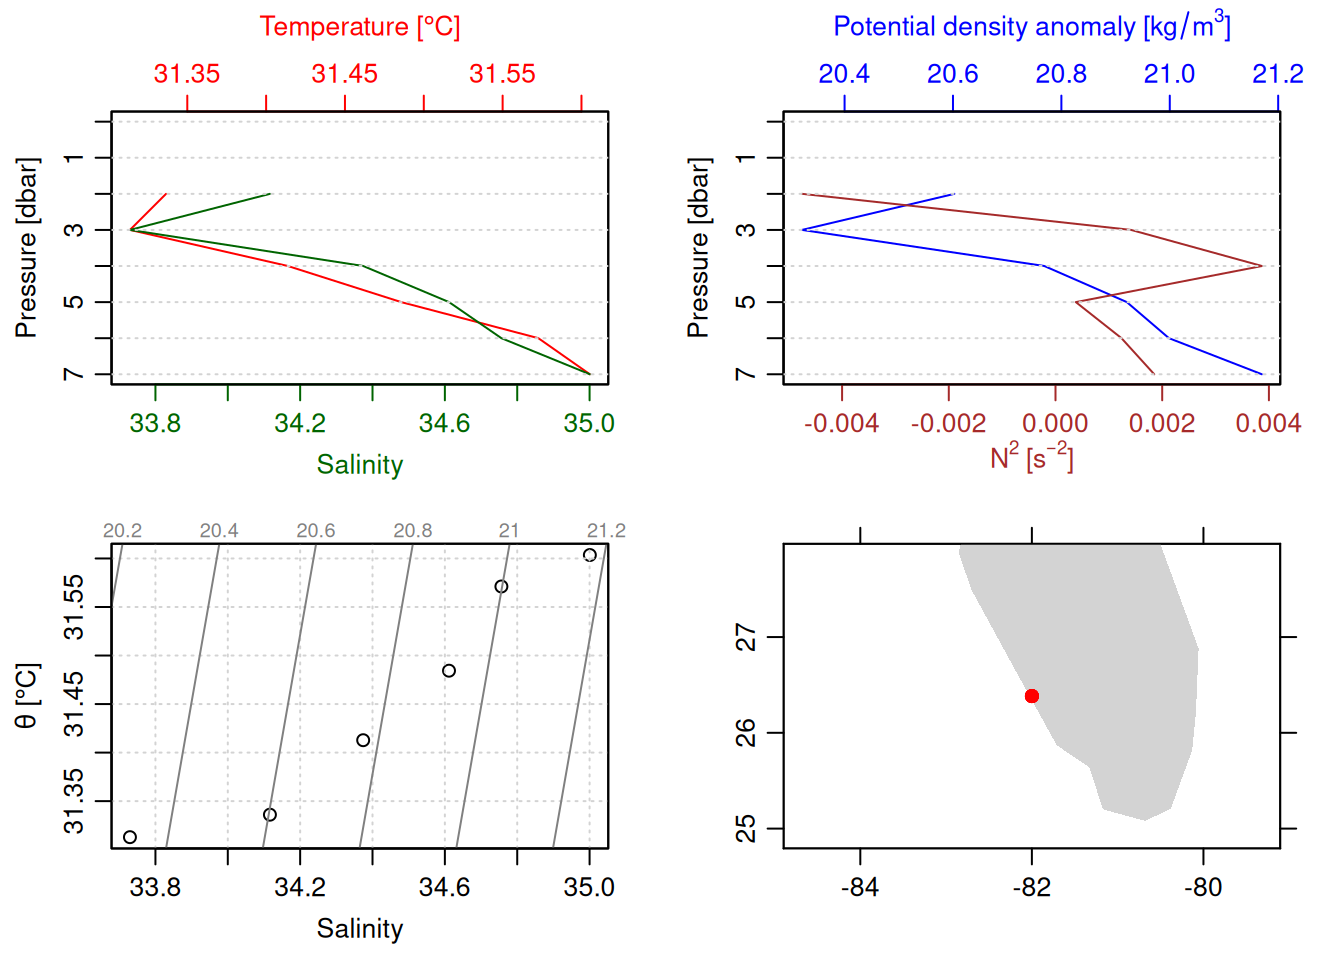 Temperature [°C]
31.35 31.45 31.55
Pressure [dbar]
1
3
5
7
33.8 34.2 34.6 35.0
Salinity
Potential density anomaly [kg/m³]
20.4 20.6 20.8 21.0 21.2
Pressure [dbar]
1
3
5
7
-0.004 -0.002 0.000 0.002 0.004
N² [s⁻²]
20.2 20.4 20.6 20.8 21 21.2
θ [°C]
31.55
31.45
31.35
33.8 34.2 34.6 35.0
Salinity
27
26
25
-84 -82 -80